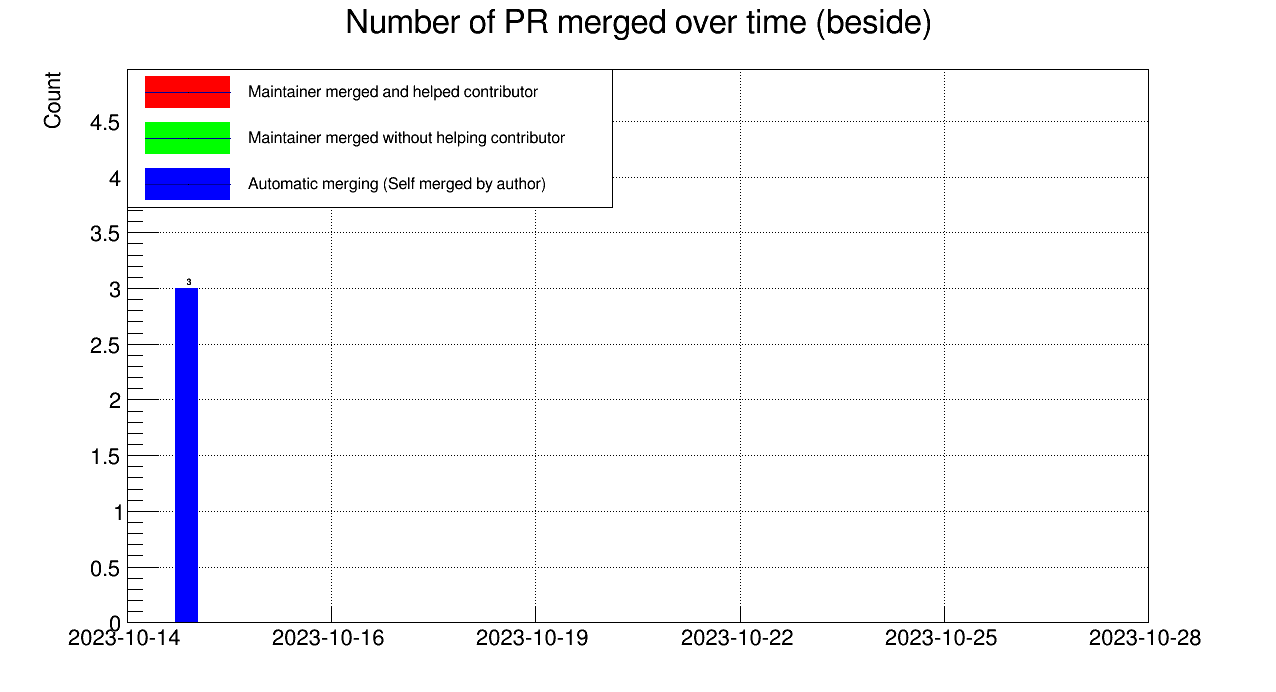 Number of PR merged over time (beside)
Count
Maintainer merged and helped contributor
Maintainer merged without helping contributor
Automatic merging (Self merged by author)
4.5
4
3.5
3
3
2.5
2
1.5
1
0.5
0
2023-10-14 2023-10-16 2023-10-19 2023-10-22 2023-10-25 2023-10-28